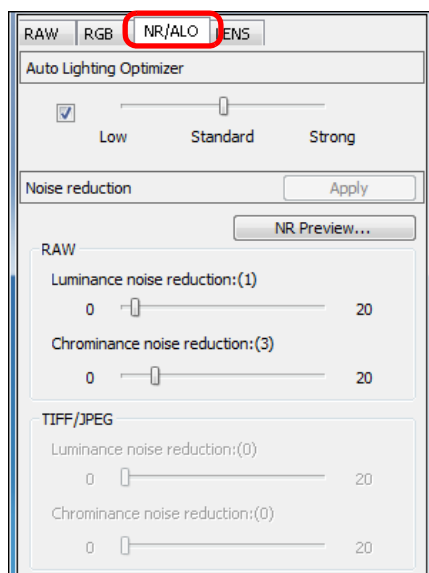 RAW RGB NR/ALO LENS
Auto Lighting Optimizer
Low Standard Strong
Noise reduction Apply
NR Preview...
RAW
Luminance noise reduction:(1)
0 20
Chrominance noise reduction:(3)
0 20
TIFF/JPEG
Luminance noise reduction:(0)
0 20
Chrominance noise reduction:(0)
0 20